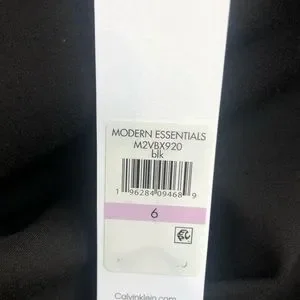 MODERN ESSENTIALS
M2VBX920
blk
1 96284 09468 9
6
Calvinklein.com